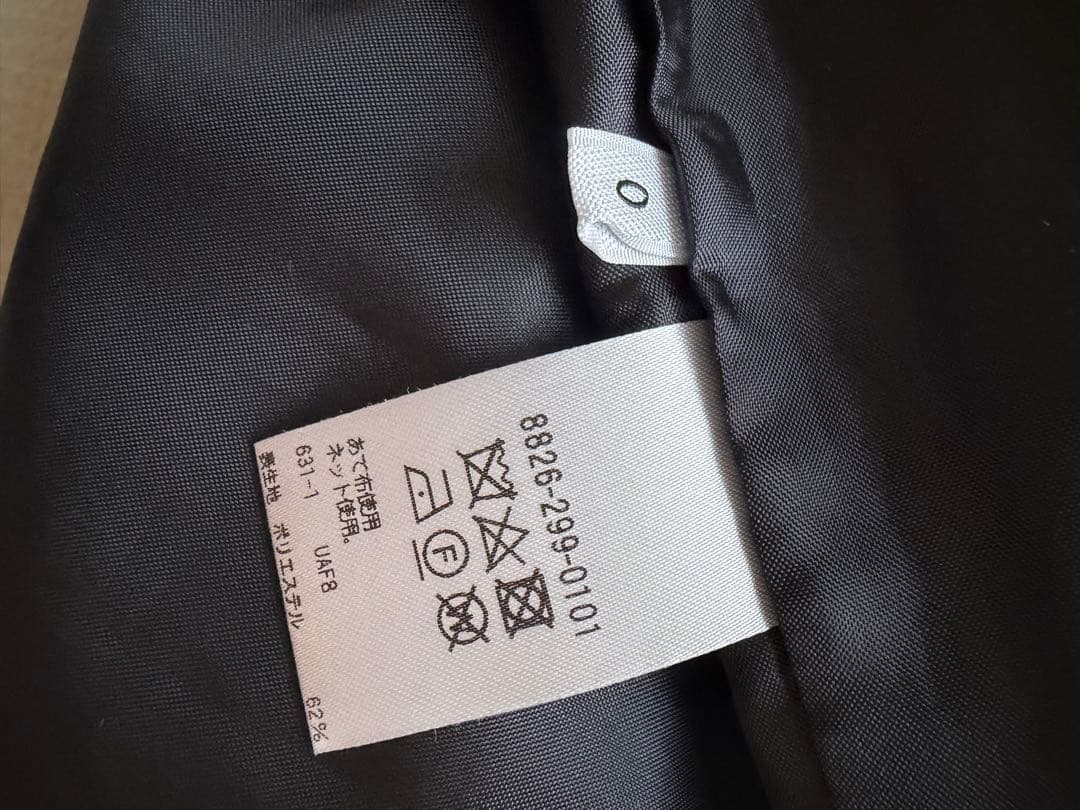 0
8826-299-0101
F
W
あて布使用
ネット使用。
631-1 UAF8
表生地 ポリエステル 62%